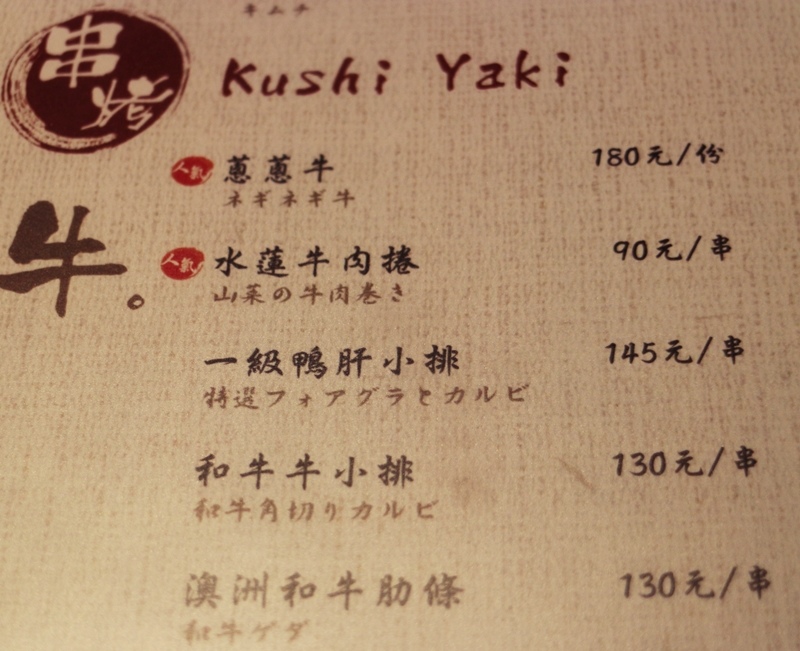 キムチ
串烤
Kushi Yaki
人氣 蔥蔥牛 180元/份
ネギネギ牛
牛。
人氣 水蓮牛肉捲 90元/串
山菜の牛肉巻き
一級鴨肝小排 145元/串
特選フォアグラとカルビ
和牛牛小排 130元/串
和牛角切りカルビ
澳洲和牛肋條 130元/串
和牛ゲダ